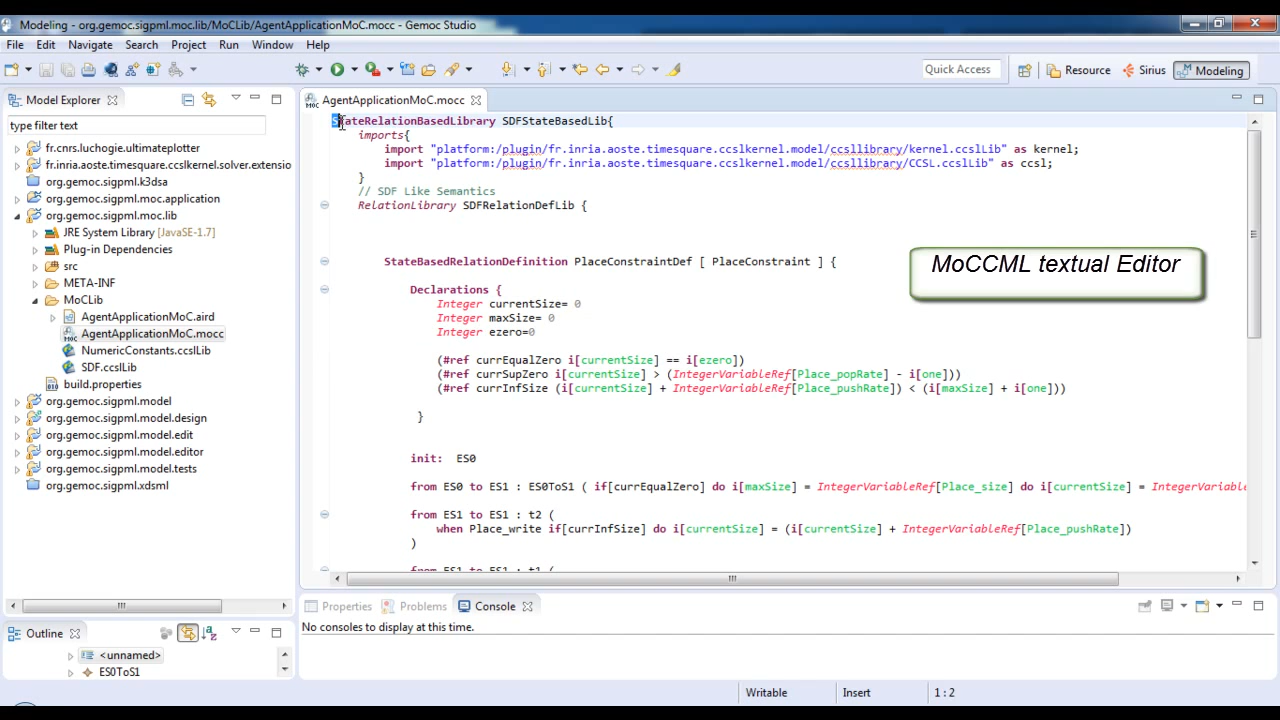 Modeling - org.gemoc.sigpml.moc.lib/MoCLib/AgentApplicationMoC.mocc - Gemoc Studio
File Edit Navigate Search Project Run Window Help
Quick Access Resource Sirius Modeling
Model Explorer
type filter text
fr.cnrs.luchogie.ultimateplotter
fr.inria.aoste.timesquare.ccslkernel.solver.extensio
org.gemoc.sigpml.k3dsa
org.gemoc.sigpml.moc.application
org.gemoc.sigpml.moc.lib
JRE System Library [JavaSE-1.7]
Plug-in Dependencies
src
META-INF
MoCLib
AgentApplicationMoC.aird
AgentApplicationMoC.mocc
NumericConstants.ccslLib
SDF.ccslLib
build.properties
org.gemoc.sigpml.model
org.gemoc.sigpml.model.design
org.gemoc.sigpml.model.edit
org.gemoc.sigpml.model.editor
org.gemoc.sigpml.model.tests
org.gemoc.sigpml.xdsml
Outline
<unnamed>
ES0ToS1
AgentApplicationMoC.mocc
StateRelationBasedLibrary SDFStateBasedLib{
imports{
import "platform:/plugin/fr.inria.aoste.timesquare.ccslkernel.model/ccsllibrary/kernel.ccslLib" as kernel;
import "platform:/plugin/fr.inria.aoste.timesquare.ccslkernel.model/ccsllibrary/CCSL.ccslLib" as ccsl;
}
// SDF Like Semantics
RelationLibrary SDFRelationDefLib {
StateBasedRelationDefinition PlaceConstraintDef [ PlaceConstraint ] {
Declarations {
Integer currentSize= 0
Integer maxSize= 0
Integer ezero=0
(#ref currEqualZero i[currentSize] == i[ezero])
(#ref currSupZero i[currentSize] > (IntegerVariableRef[Place_popRate] - i[one]))
(#ref currInfSize (i[currentSize] + IntegerVariableRef[Place_pushRate]) < (i[maxSize] + i[one]))
}
init: ES0
from ES0 to ES1 : ES0ToS1 ( if[currEqualZero] do i[maxSize] = IntegerVariableRef[Place_size] do i[currentSize] = IntegerVaria
from ES1 to ES1 : t2 (
when Place_write if[currInfSize] do i[currentSize] = (i[currentSize] + IntegerVariableRef[Place_pushRate])
)
from ES1 to ES1 : t1 (
MoCCML textual Editor
Properties Problems Console
No consoles to display at this time.
Writable Insert 1 : 2